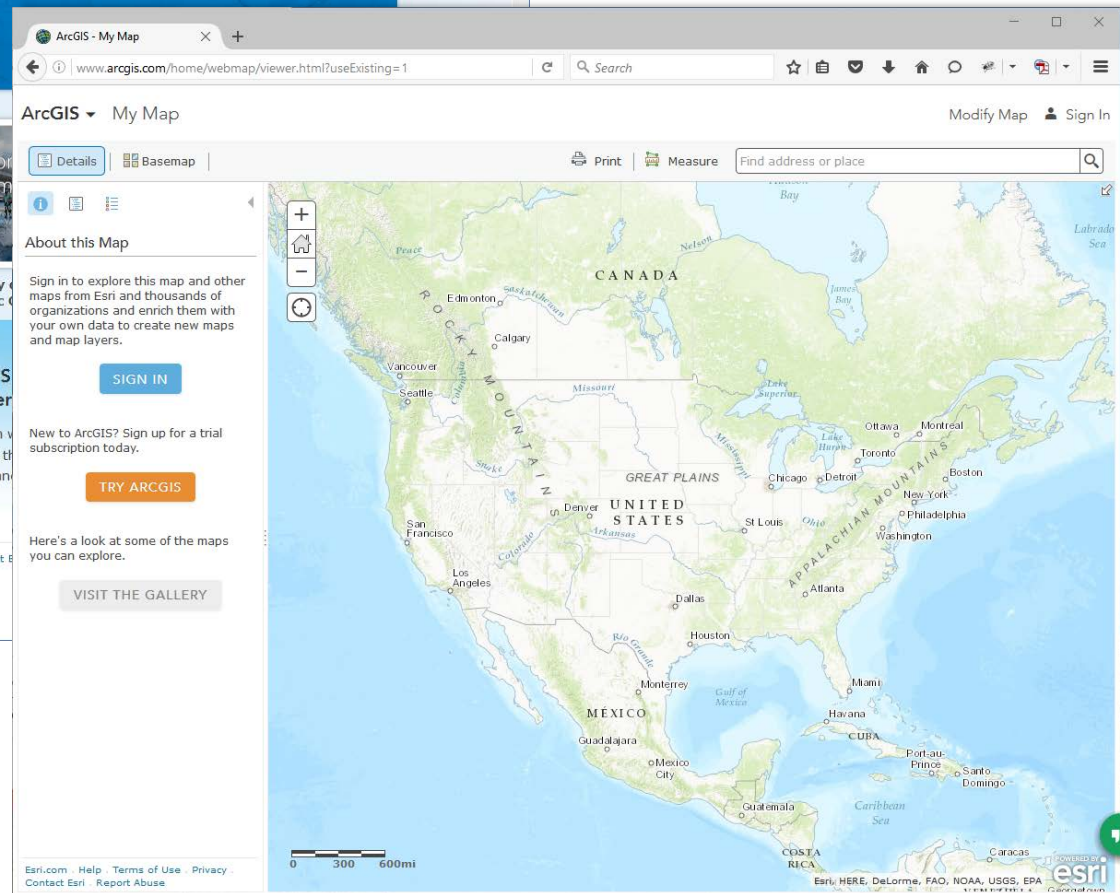 ArcGIS - My Map
www.arcgis.com/home/webmap/viewer.html?useExisting=1
Search
ArcGIS My Map
Modify Map Sign In
Details Basemap Print Measure Find address or place
About this Map
Sign in to explore this map and other
maps from Esri and thousands of
organizations and enrich them with
your own data to create new maps
and map layers.
SIGN IN
New to ArcGIS? Sign up for a trial
subscription today.
TRY ARCGIS
Here's a look at some of the maps
you can explore.
VISIT THE GALLERY
Esri.com . Help . Terms of Use . Privacy .
Contact Esri . Report Abuse
Bay
Labrado
Sea
Peace
Nelson
CANADA
James
Bay
Edmonton
Saskatchewan
ROCKY MOUNTAINS
Calgary
Vancouver
Columbia
Seattle
Missouri
Lake
Superior
Mississippi
Ottawa
Montreal
Lake
Huron
Toronto
Snake
GREAT PLAINS
Chicago
Detroit
Boston
New York
APPALACHIAN MOUNTAINS
Denver
UNITED
STATES
St Louis
Ohio
Philadelphia
Washington
San
Francisco
Colorado
Arkansas
Los
Angeles
Atlanta
Dallas
Houston
Rio Grande
Monterrey
Gulf of
Mexico
Miami
MÉXICO
Havana
CUBA
Guadalajara
Mexico
City
Port-au-
Prince
Santo
Domingo
Guatemala
Caribbean
Sea
COSTA
RICA
Caracas
0 300 600mi
Esri, HERE, DeLorme, FAO, NOAA, USGS, EPA
POWERED BY
esri